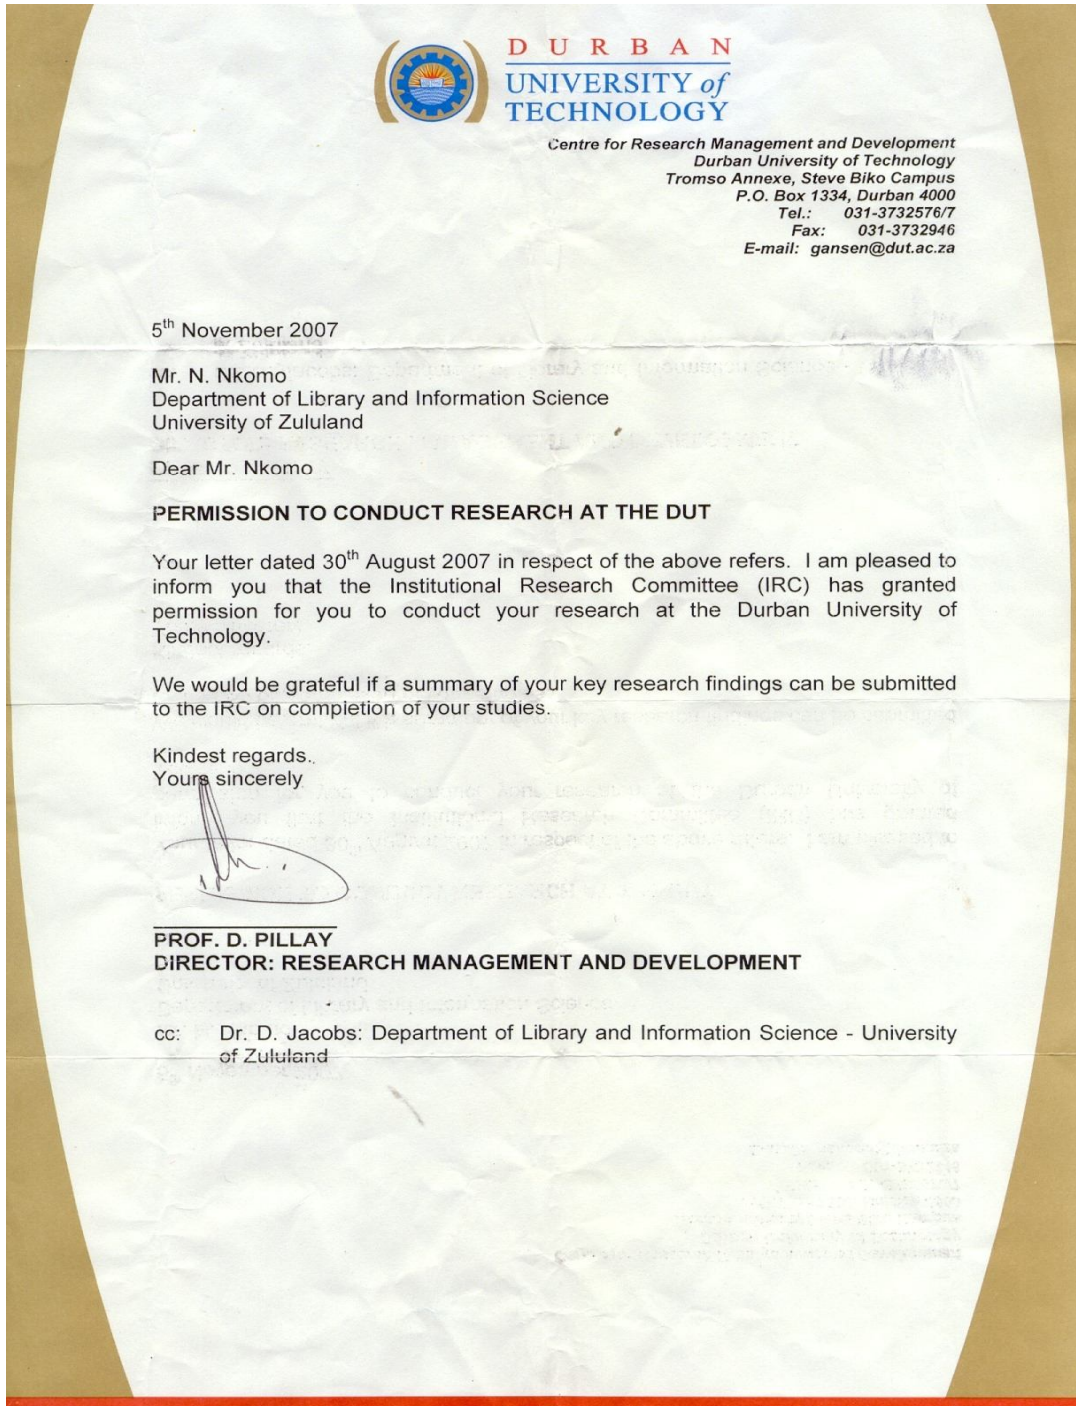 DURBAN
UNIVERSITY of
TECHNOLOGY
Centre for Research Management and Development
Durban University of Technology
Tromso Annexe, Steve Biko Campus
P.O. Box 1334, Durban 4000
Tel.: 031-3732576/7
Fax: 031-3732946
E-mail: gansen@dut.ac.za
5th November 2007
Mr. N. Nkomo
Department of Library and Information Science
University of Zululand
Dear Mr. Nkomo
PERMISSION TO CONDUCT RESEARCH AT THE DUT
Your letter dated 30th August 2007 in respect of the above refers. I am pleased to
inform you that the Institutional Research Committee (IRC) has granted
permission for you to conduct your research at the Durban University of
Technology.
We would be grateful if a summary of your key research findings can be submitted
to the IRC on completion of your studies.
Kindest regards.
Yours sincerely
PROF. D. PILLAY
DIRECTOR: RESEARCH MANAGEMENT AND DEVELOPMENT
cc: Dr. D. Jacobs: Department of Library and Information Science - University
of Zululand